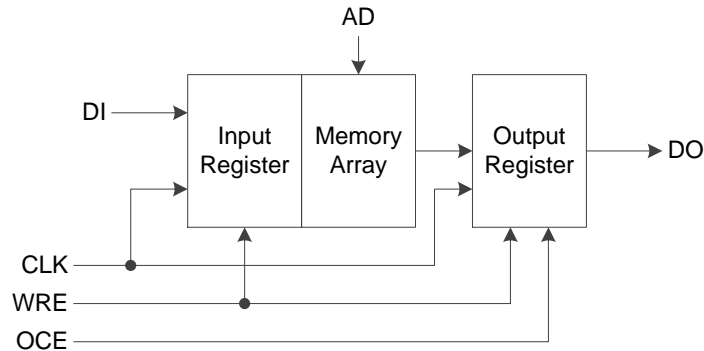 AD
DI
Input
Register
Memory
Array
Output
Register
DO
CLK
WRE
OCE